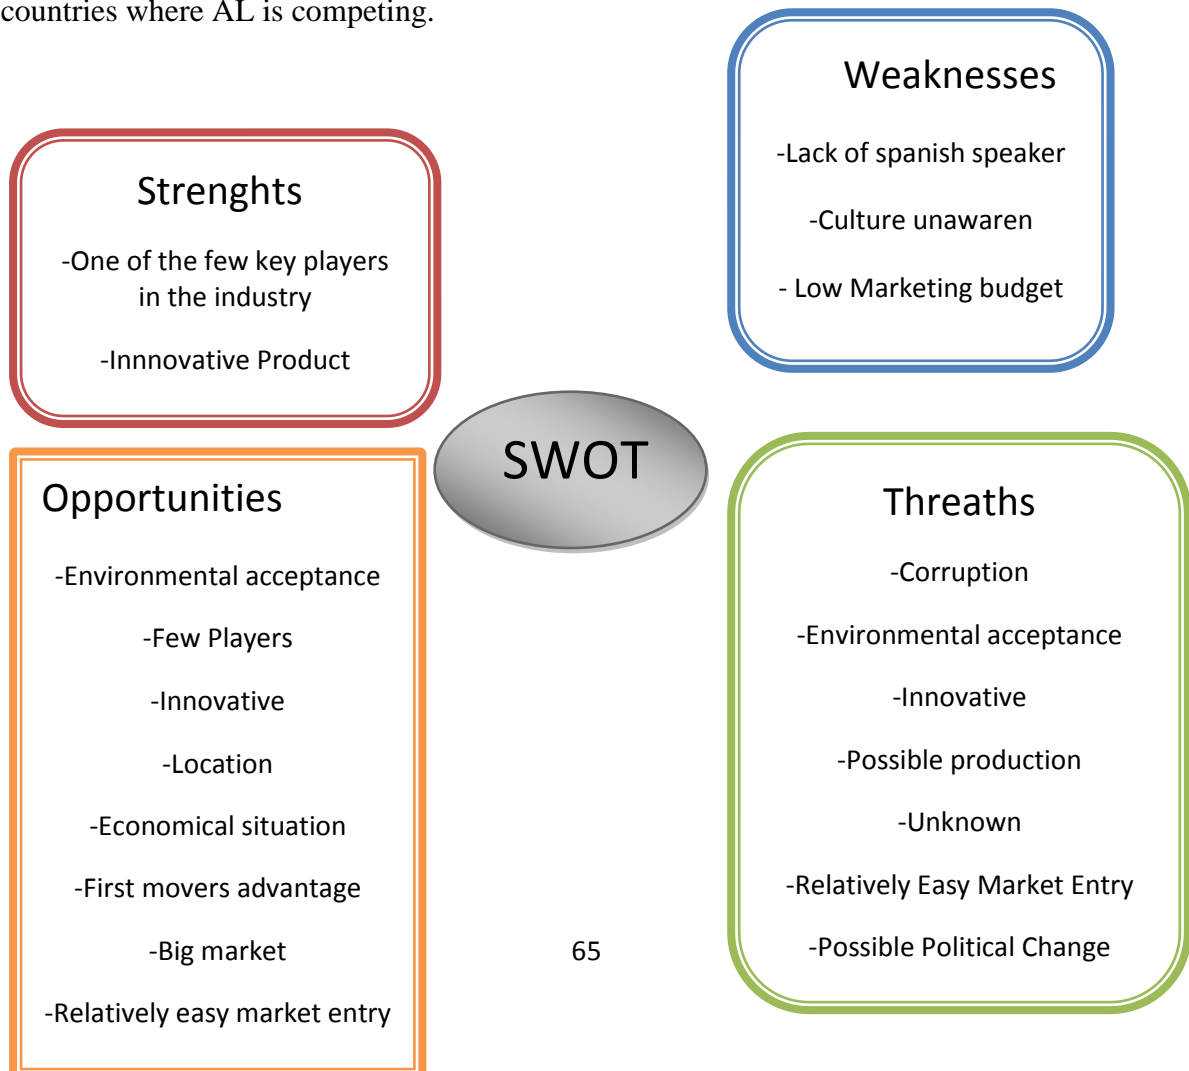 countries where AL is competing.
Weaknesses
-Lack of spanish speaker
-Culture unawaren
- Low Marketing budget
Strenghts
-One of the few key players
in the industry
-Innnovative Product
SWOT
Opportunities
-Environmental acceptance
-Few Players
-Innovative
-Location
-Economical situation
-First movers advantage
-Big market
-Relatively easy market entry
Threaths
-Corruption
-Environmental acceptance
-Innovative
-Possible production
-Unknown
-Relatively Easy Market Entry
-Possible Political Change
65